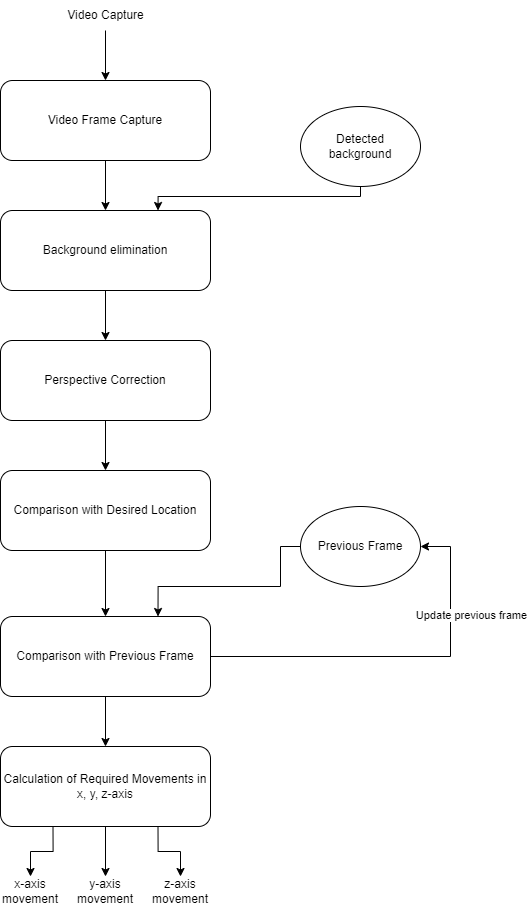 Video Capture
Video Frame Capture
Detected
background
Background elimination
Perspective Correction
Comparison with Desired Location
Previous Frame
Update previous frame
Comparison with Previous Frame
Calculation of Required Movements in
x, y, z-axis
x-axis
movement
y-axis
movement
z-axis
movement